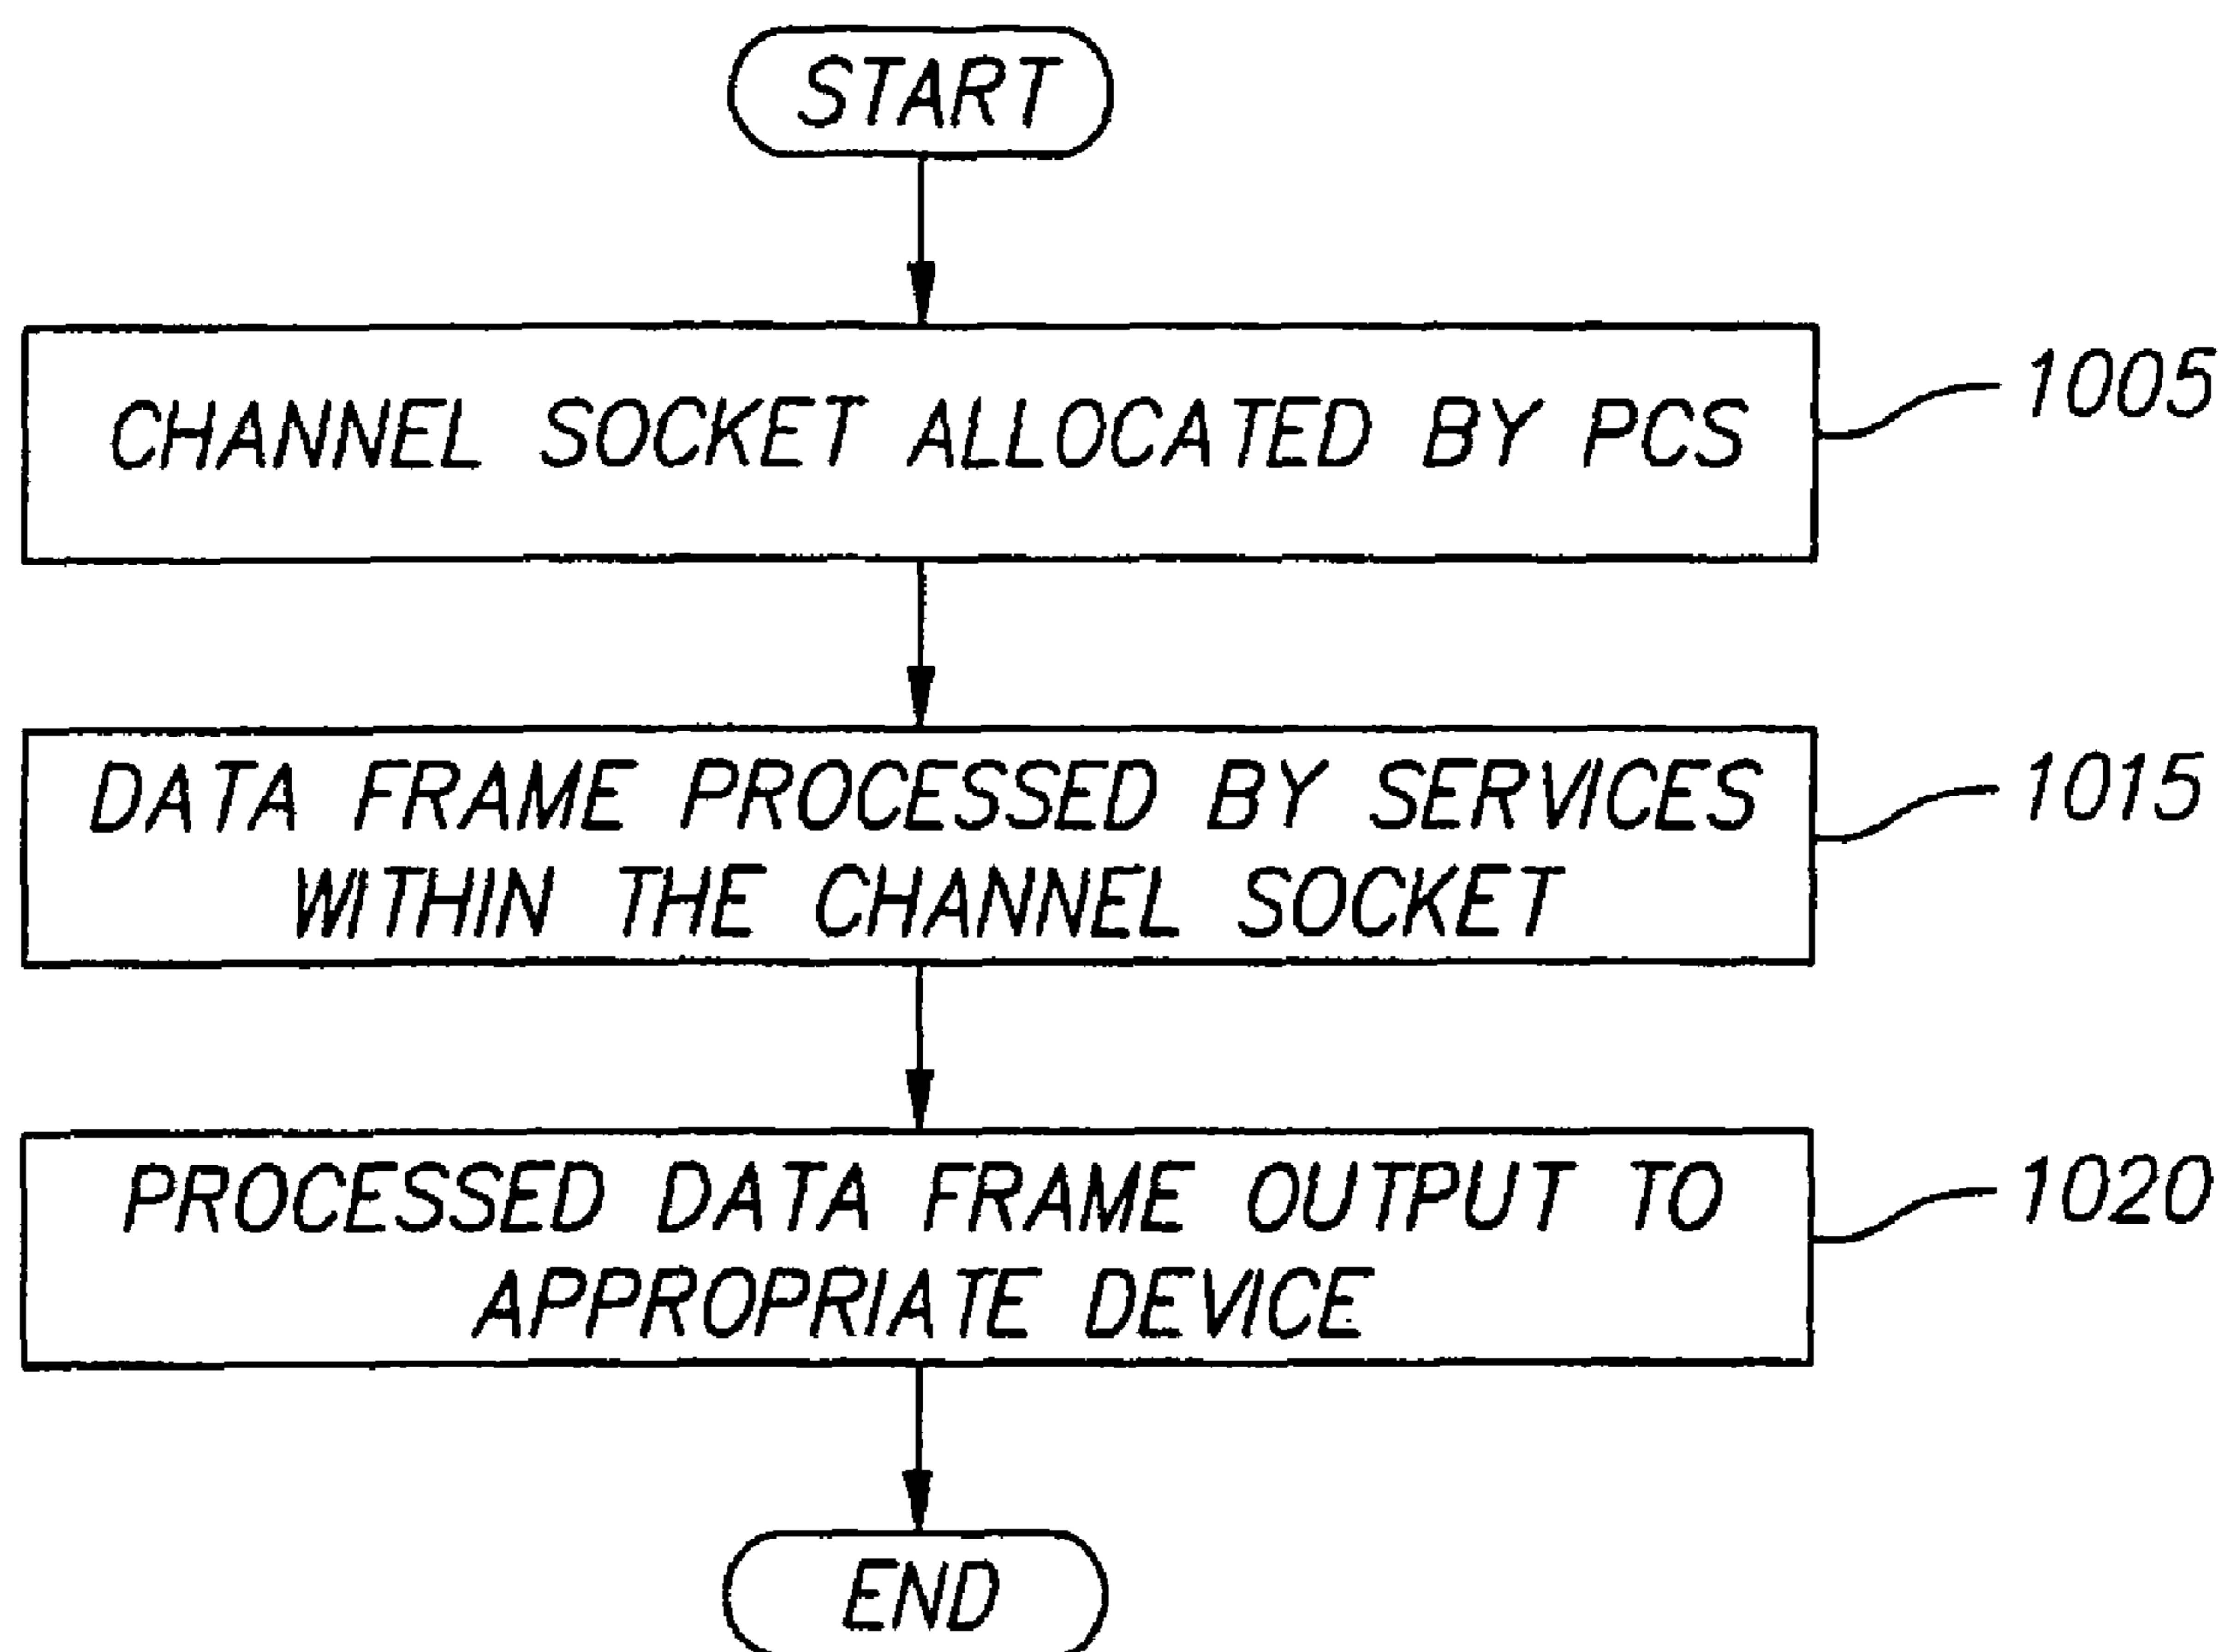 START
CHANNEL SOCKET ALLOCATED BY PCS
1005
DATA FRAME PROCESSED BY SERVICES
WITHIN THE CHANNEL SOCKET
1015
PROCESSED DATA FRAME OUTPUT TO
APPROPRIATE DEVICE
1020
END